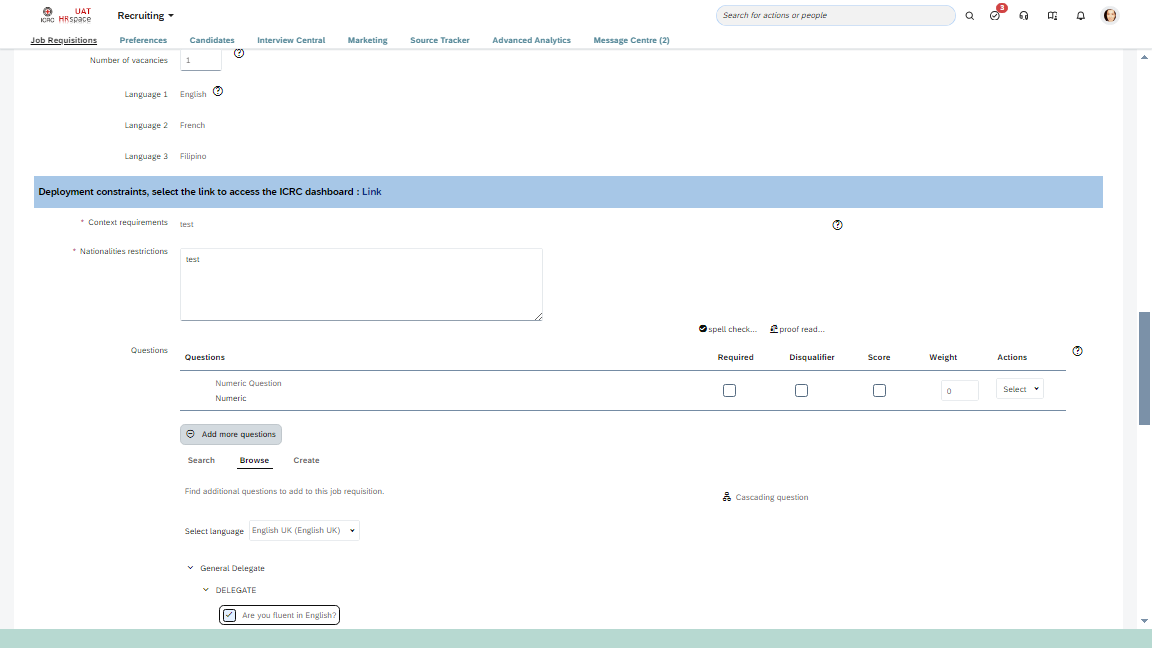 ICRC
UAT
HRspace
Recruiting
Search for actions or people
3
Job Requisitions
Preferences
Candidates
Interview Central
Marketing
Source Tracker
Advanced Analytics
Message Centre (2)
Number of vacancies 1
Language 1 English
Language 2 French
Language 3 Filipino
Deployment constraints, select the link to access the ICRC dashboard : Link
* Context requirements test
* Nationalities restrictions
test
spell check... proof read...
Questions
Questions Required Disqualifier Score Weight Actions
Numeric Question
Numeric
0
Select
Add more questions
Search Browse Create
Find additional questions to add to this job requisition.
Cascading question
Select language English UK (English UK)
General Delegate
DELEGATE
Are you fluent in English?